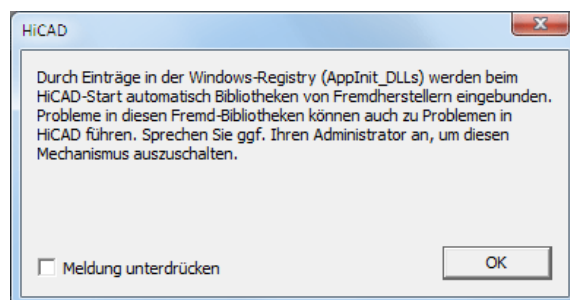 HiCAD
Durch Einträge in der Windows-Registry (AppInit_DLLs) werden beim
HiCAD-Start automatisch Bibliotheken von Fremdherstellern eingebunden.
Probleme in diesen Fremd-Bibliotheken können auch zu Problemen in
HiCAD führen. Sprechen Sie ggf. Ihren Administrator an, um diesen
Mechanismus auszuschalten.
Meldung unterdrücken
OK